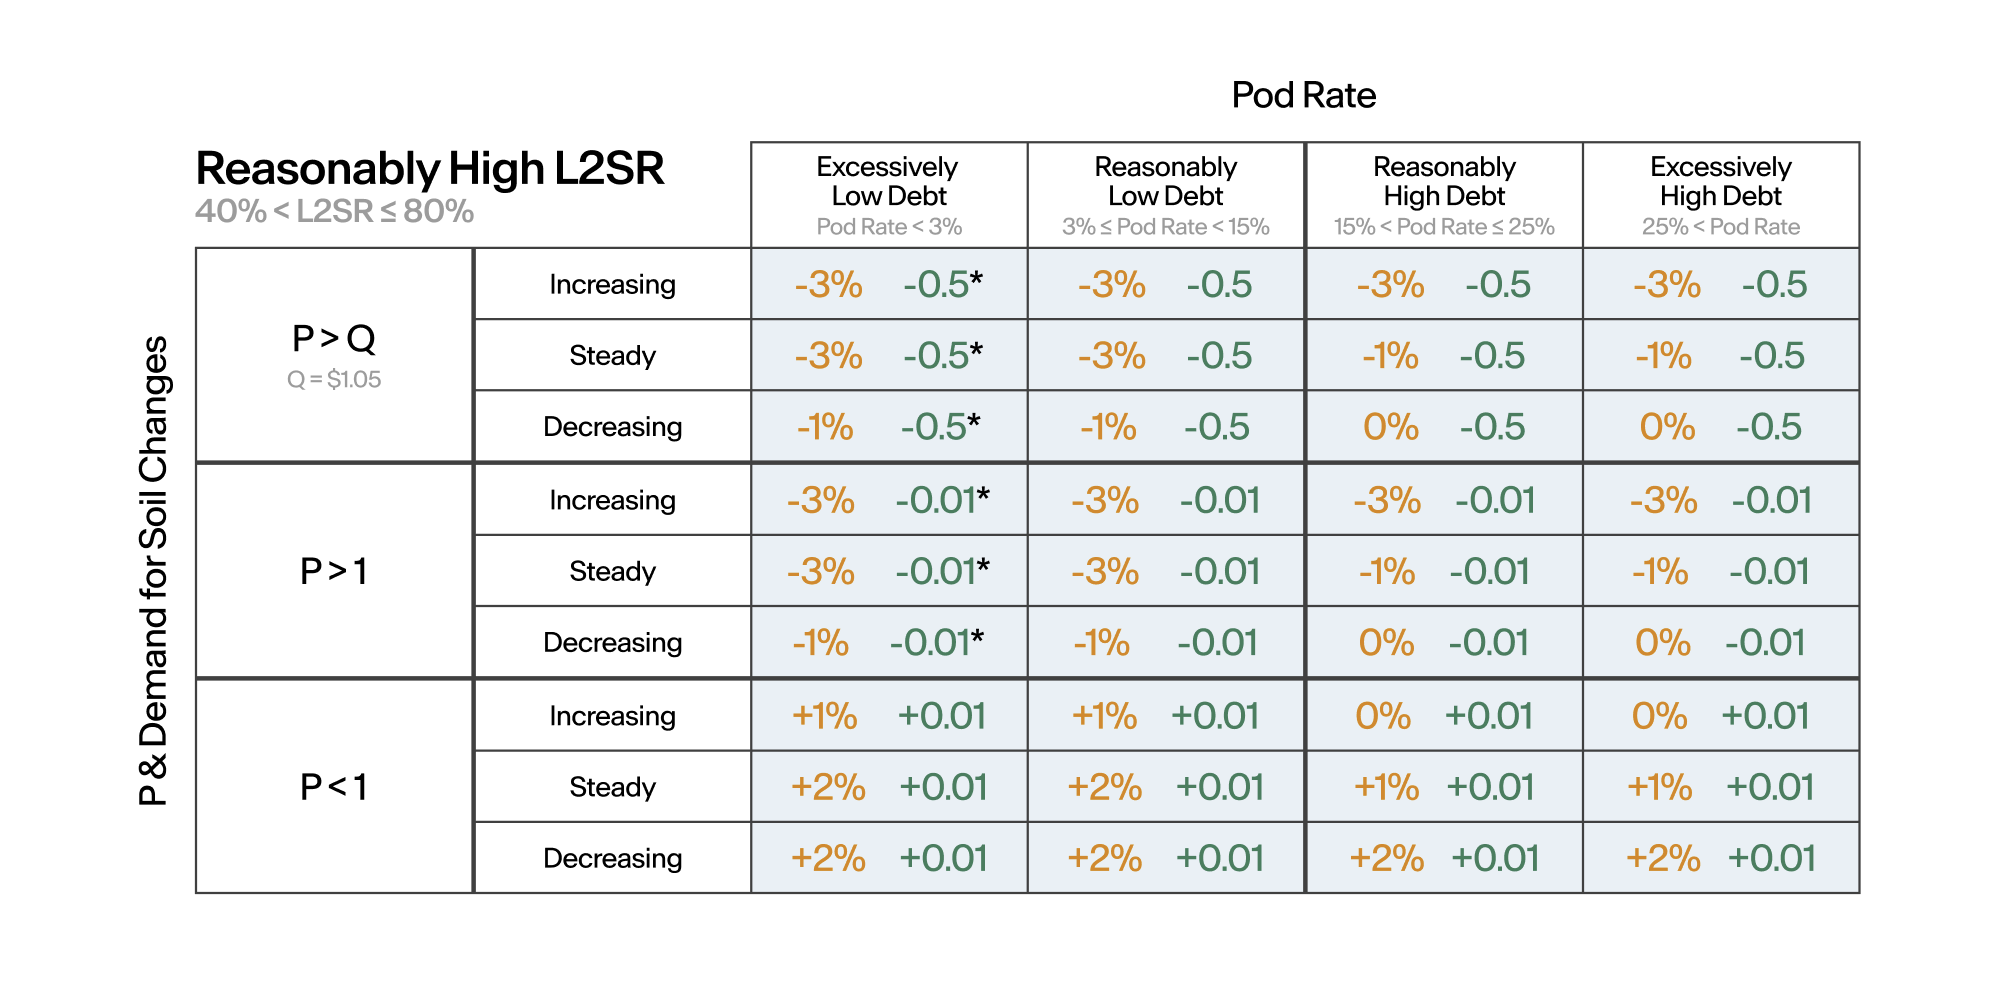 Pod Rate
Reasonably High L2SR
40% < L2SR ≤ 80%
Excessively
Low Debt
Pod Rate < 3%
Reasonably
Low Debt
3% ≤ Pod Rate < 15%
Reasonably
High Debt
15% < Pod Rate ≤ 25%
Excessively
High Debt
25% < Pod Rate
P & Demand for Soil Changes
P > Q
Q = $1.05
Increasing -3% -0.5* -3% -0.5 -3% -0.5 -3% -0.5
Steady -3% -0.5* -3% -0.5 -1% -0.5 -1% -0.5
Decreasing -1% -0.5* -1% -0.5 0% -0.5 0% -0.5
P > 1
Increasing -3% -0.01* -3% -0.01 -3% -0.01 -3% -0.01
Steady -3% -0.01* -3% -0.01 -1% -0.01 -1% -0.01
Decreasing -1% -0.01* -1% -0.01 0% -0.01 0% -0.01
P < 1
Increasing +1% +0.01 +1% +0.01 0% +0.01 0% +0.01
Steady +2% +0.01 +2% +0.01 +1% +0.01 +1% +0.01
Decreasing +2% +0.01 +2% +0.01 +2% +0.01 +2% +0.01